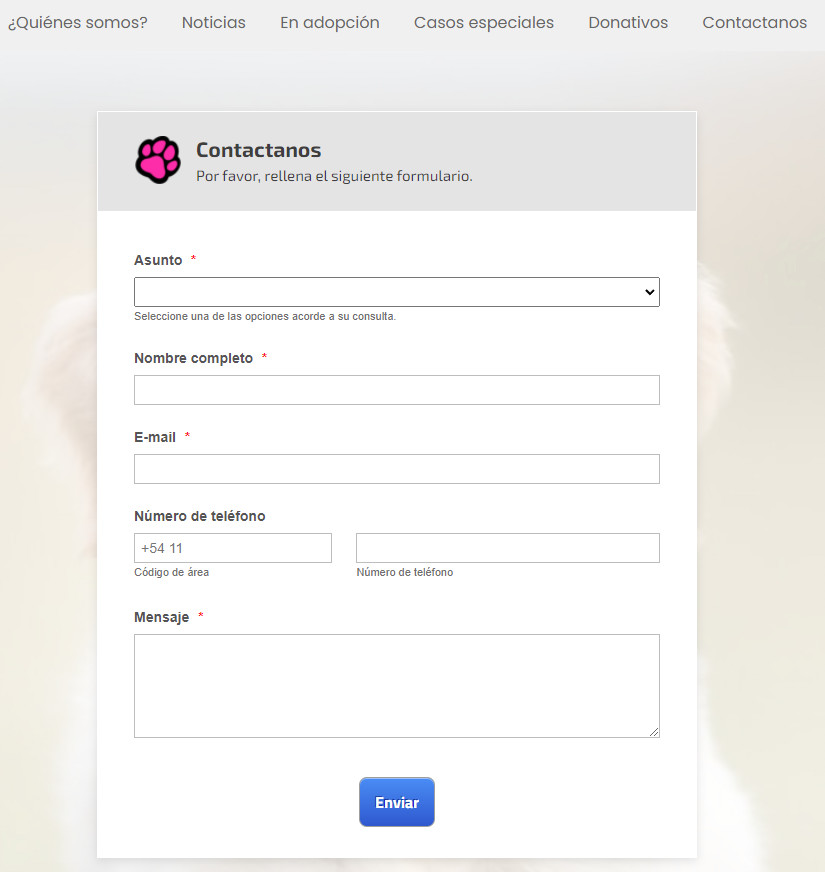 ¿Quiénes somos? Noticias En adopción Casos especiales Donativos Contactanos
Contactanos
Por favor, rellena el siguiente formulario.
Asunto *
Seleccione una de las opciones acorde a su consulta.
Nombre completo *
E-mail *
Número de teléfono
+54 11
Código de área Número de teléfono
Mensaje *
Enviar